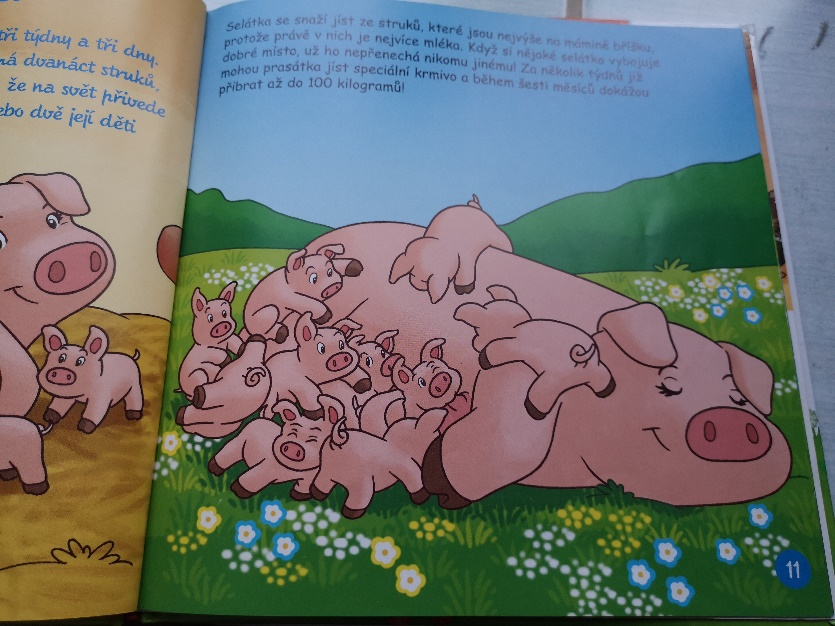 tři týdny a tři dny.
má dvanáct struků,
že na svět přivede
ebo dvě její děti
Selátka se snaží jíst ze struků, které jsou nejvýše na mámině bříšku,
protože právě v nich je nejvíce mléka. Když si nějaké selátko vybojuje
dobré místo, už ho nepřenechá nikomu jinému! Za několik týdnů již
mohou prasátka jíst speciální krmivo a během šesti měsíců dokážou
přibrat až do 100 kilogramů!
11